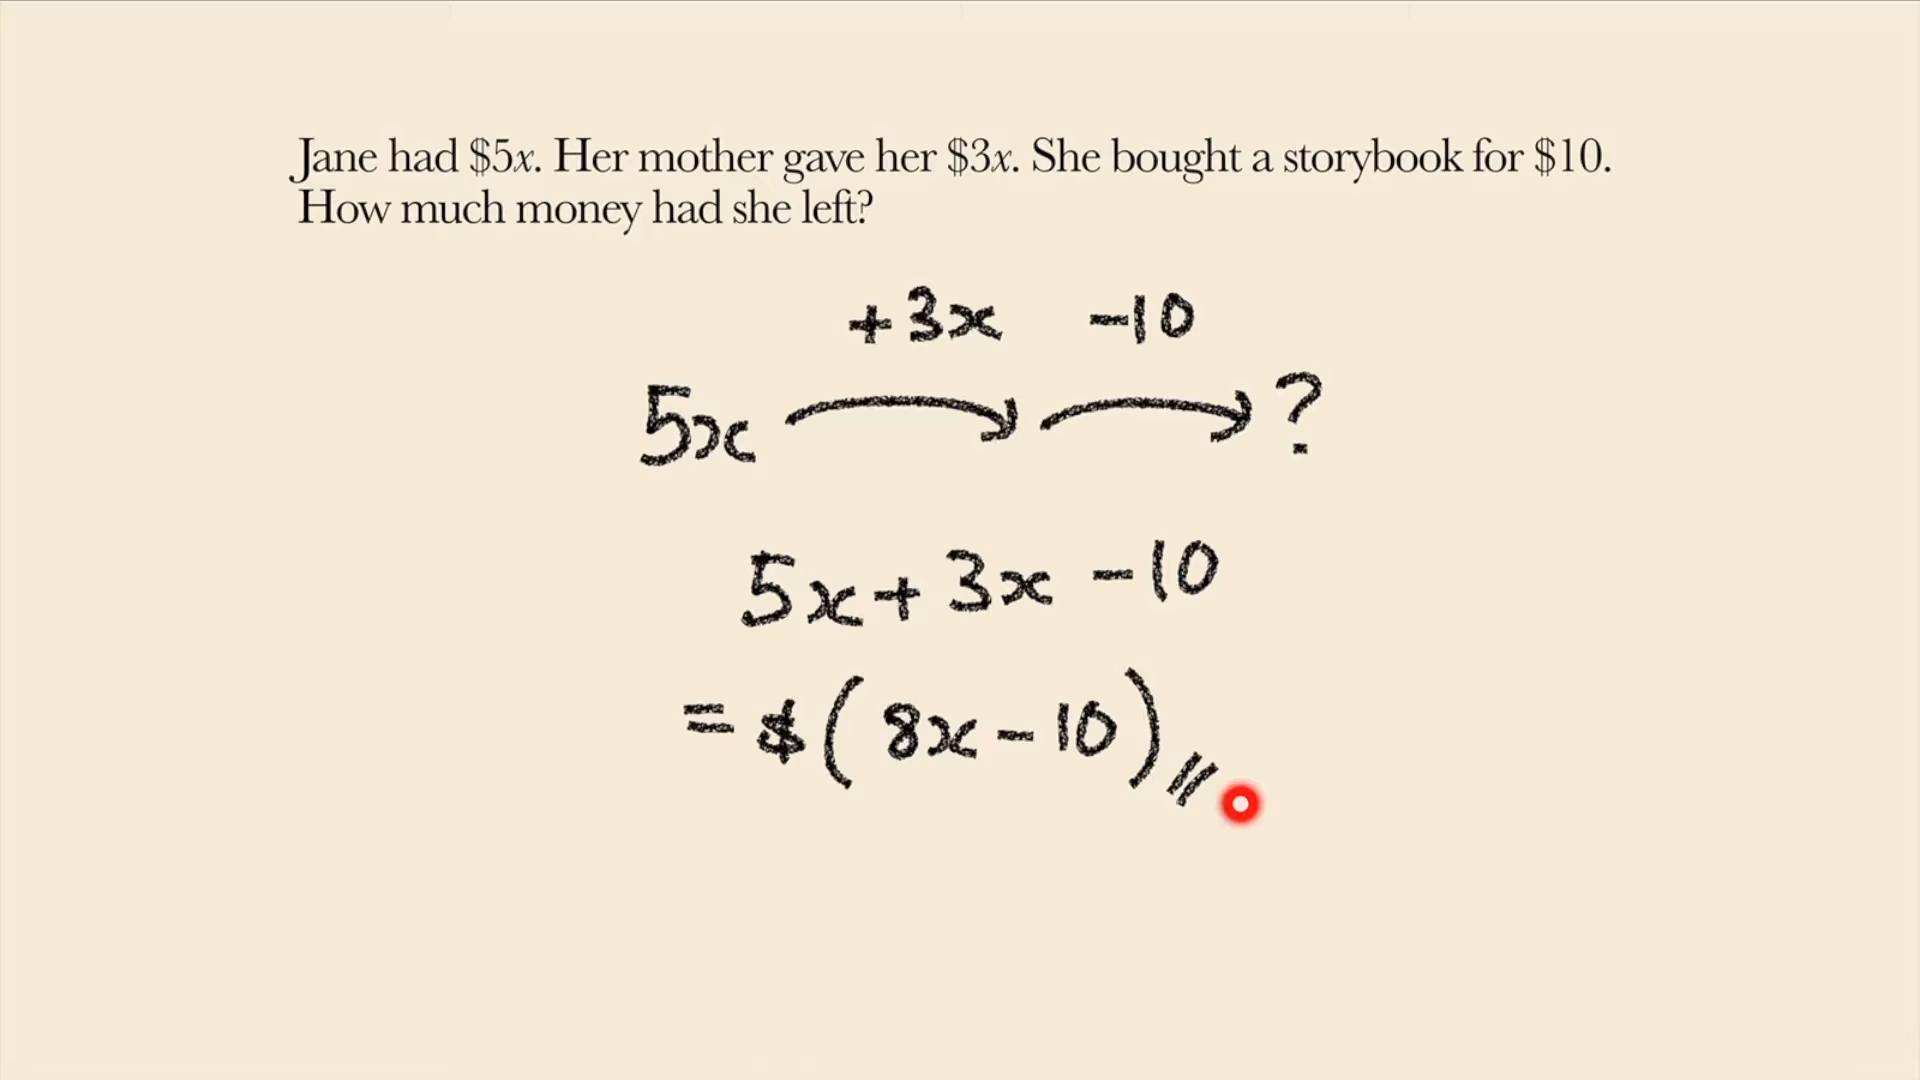 Jane had $5x. Her mother gave her $3x. She bought a storybook for $10.
How much money had she left?
+3x -10
5x ?
5x + 3x - 10
= $(8x - 10)